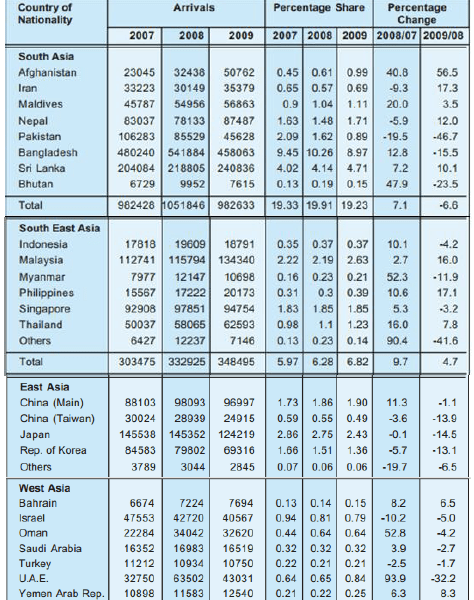 Country of Nationality Arrivals Percentage Share Percentage Change
2007 2008 2009 2007 2008 2009 2008/07 2009/08
South Asia
Afghanistan 23045 32438 50762 0.45 0.61 0.99 40.8 56.5
Iran 33223 30149 35379 0.65 0.57 0.69 -9.3 17.3
Maldives 45787 54956 56863 0.9 1.04 1.11 20.0 3.5
Nepal 83037 78133 87487 1.63 1.48 1.71 -5.9 12.0
Pakistan 106283 85529 45628 2.09 1.62 0.89 -19.5 -46.7
Bangladesh 480240 541884 458063 9.45 10.26 8.97 12.8 -15.5
Sri Lanka 204084 218805 240836 4.02 4.14 4.71 7.2 10.1
Bhutan 6729 9952 7615 0.13 0.19 0.15 47.9 -23.5
Total 982428 1051846 982633 19.33 19.91 19.23 7.1 -6.6
South East Asia
Indonesia 17818 19609 18791 0.35 0.37 0.37 10.1 -4.2
Malaysia 112741 115794 134340 2.22 2.19 2.63 2.7 16.0
Myanmar 7977 12147 10698 0.16 0.23 0.21 52.3 -11.9
Philippines 15567 17222 20173 0.31 0.3 0.39 10.6 17.1
Singapore 92908 97851 94754 1.83 1.85 1.85 5.3 -3.2
Thailand 50037 58065 62593 0.98 1.1 1.23 16.0 7.8
Others 6427 12237 7146 0.13 0.23 0.14 90.4 -41.6
Total 303475 332925 348495 5.97 6.28 6.82 9.7 4.7
East Asia
China (Main) 88103 98093 96997 1.73 1.86 1.90 11.3 -1.1
China (Taiwan) 30024 28939 24915 0.59 0.55 0.49 -3.6 -13.9
Japan 145538 145352 124219 2.86 2.75 2.43 -0.1 -14.5
Rep. of Korea 84583 79802 69316 1.66 1.51 1.36 -5.7 -13.1
Others 3789 3044 2845 0.07 0.06 0.06 -19.7 -6.5
West Asia
Bahrain 6674 7224 7694 0.13 0.14 0.15 8.2 6.5
Israel 47553 42720 40567 0.94 0.81 0.79 -10.2 -5.0
Oman 22284 34042 32620 0.44 0.64 0.64 52.8 -4.2
Saudi Arabia 16352 16983 16519 0.32 0.32 0.32 3.9 -2.7
Turkey 11212 10934 10750 0.22 0.21 0.21 -2.5 -1.7
U.A.E. 32750 63502 43031 0.64 0.65 0.84 93.9 -32.2
Yemen Arab Rep. 10898 11583 12540 0.21 0.22 0.25 6.3 8.3